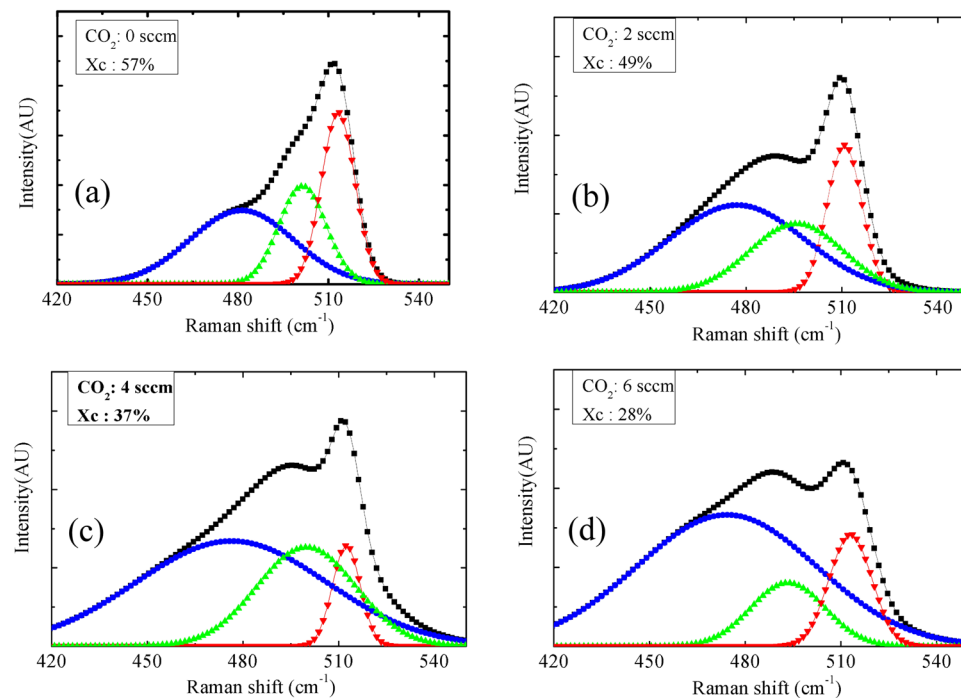 CO2: 0 sccm
Xc : 57%
(a)
Intensity(AU)
420 450 480 510 540
Raman shift (cm-1)
CO2: 2 sccm
Xc : 49%
(b)
Intensity(AU)
420 450 480 510 540
Raman shift (cm-1)
CO2: 4 sccm
Xc : 37%
(c)
Intensity(AU)
420 450 480 510 540
Raman shift (cm-1)
CO2: 6 sccm
Xc : 28%
(d)
Intensity(AU)
420 450 480 510 540
Raman shift (cm-1)